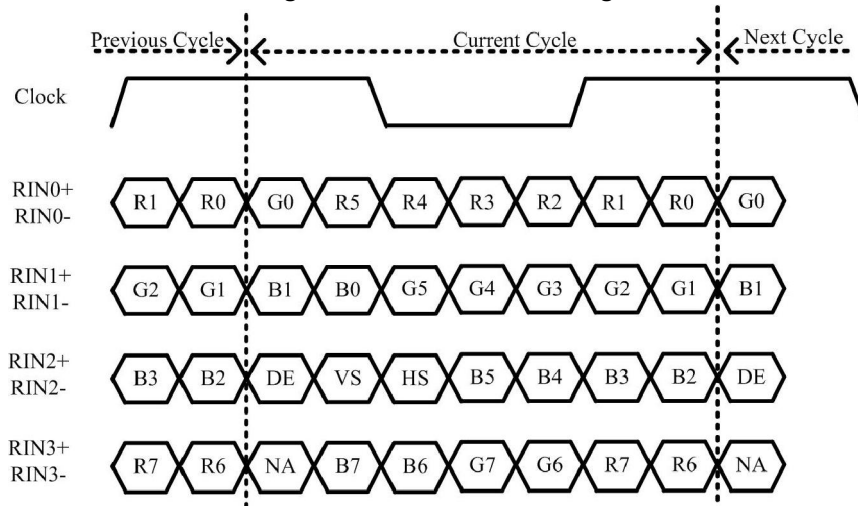 Previous Cycle Current Cycle Next Cycle
Clock
RIN0+
RIN0-
R1 R0 G0 R5 R4 R3 R2 R1 R0 G0
RIN1+
RIN1-
G2 G1 B1 B0 G5 G4 G3 G2 G1 B1
RIN2+
RIN2-
B3 B2 DE VS HS B5 B4 B3 B2 DE
RIN3+
RIN3-
R7 R6 NA B7 B6 G7 G6 R7 R6 NA